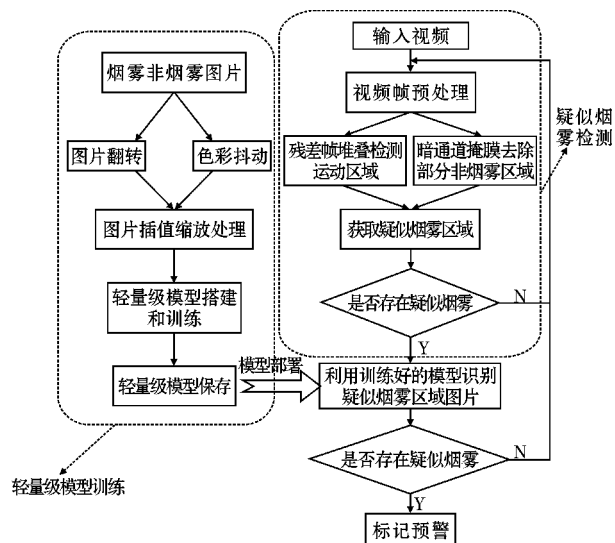 烟雾非烟雾图片
图片翻转
色彩抖动
图片插值缩放处理
轻量级模型搭建
和训练
轻量级模型保存
轻量级模型训练
模型部署
输入视频
视频帧预处理
残差帧堆叠检测
运动区域
暗通道掩膜去除
部分非烟雾区域
获取疑似烟雾区域
是否存在疑似烟雾
N
Y
疑似烟
雾检测
利用训练好的模型识别
疑似烟雾区域图片
是否存在疑似烟雾
N
Y
标记预警